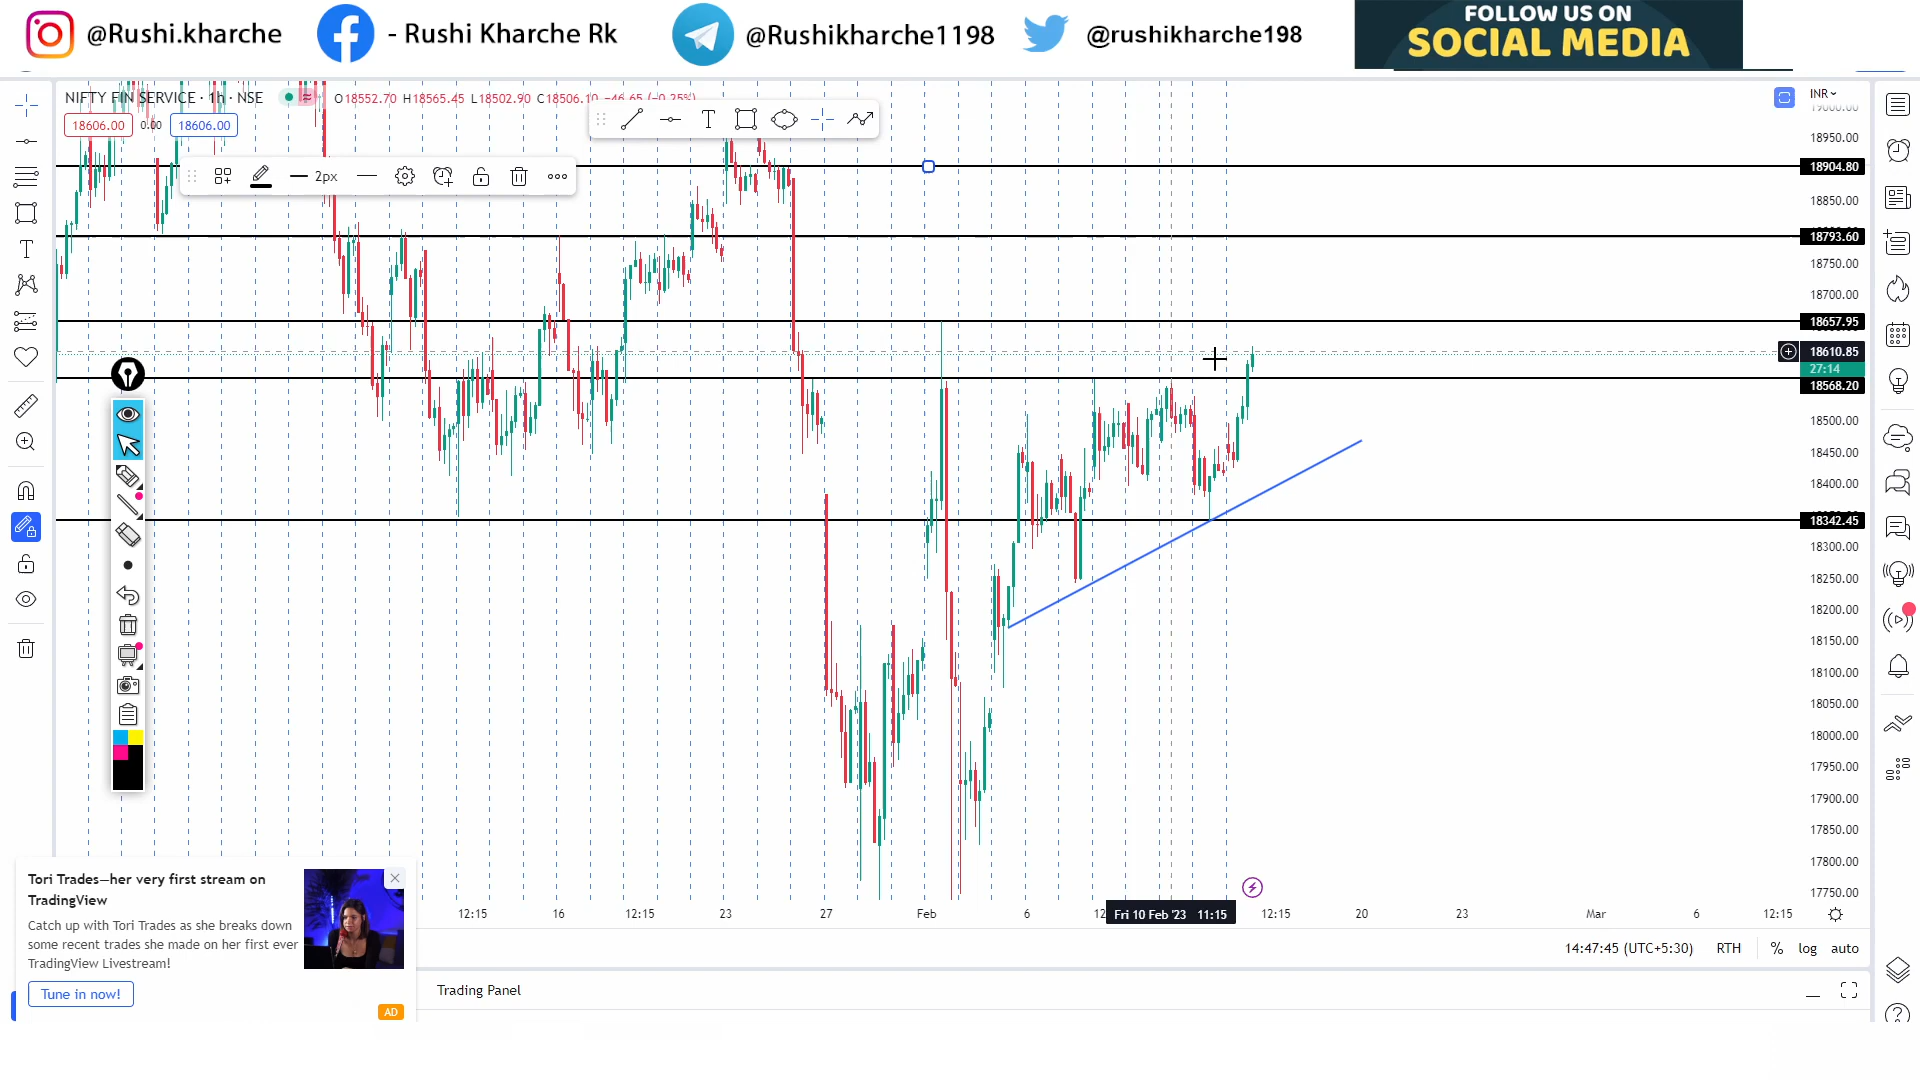 @Rushi.kharche
- Rushi Kharche Rk
@Rushikharche1198
@rushikharche198
FOLLOW US ON
SOCIAL MEDIA
NIFTY FIN SERVICE · 1h · NSE
O18552.70 H18565.45 L18502.90 C18506.10 −46.65 (−0.25%)
INR
18606.00 0.00 18606.00
2px
19000.00
18950.00
18904.80
18850.00
18793.60
18750.00
18700.00
18657.95
18610.85
27:14
18568.20
18500.00
18450.00
18400.00
18342.45
18300.00
18250.00
18200.00
18150.00
18100.00
18050.00
18000.00
17950.00
17900.00
17850.00
17800.00
17750.00
12:15 16 12:15 23 27 Feb 6 12 Fri 10 Feb '23 11:15 12:15 20 23 Mar 6 12:15
14:47:45 (UTC+5:30) RTH % log auto
Trading Panel
Tori Trades—her very first stream on
TradingView
Catch up with Tori Trades as she breaks down
some recent trades she made on her first ever
TradingView Livestream!
Tune in now!
AD